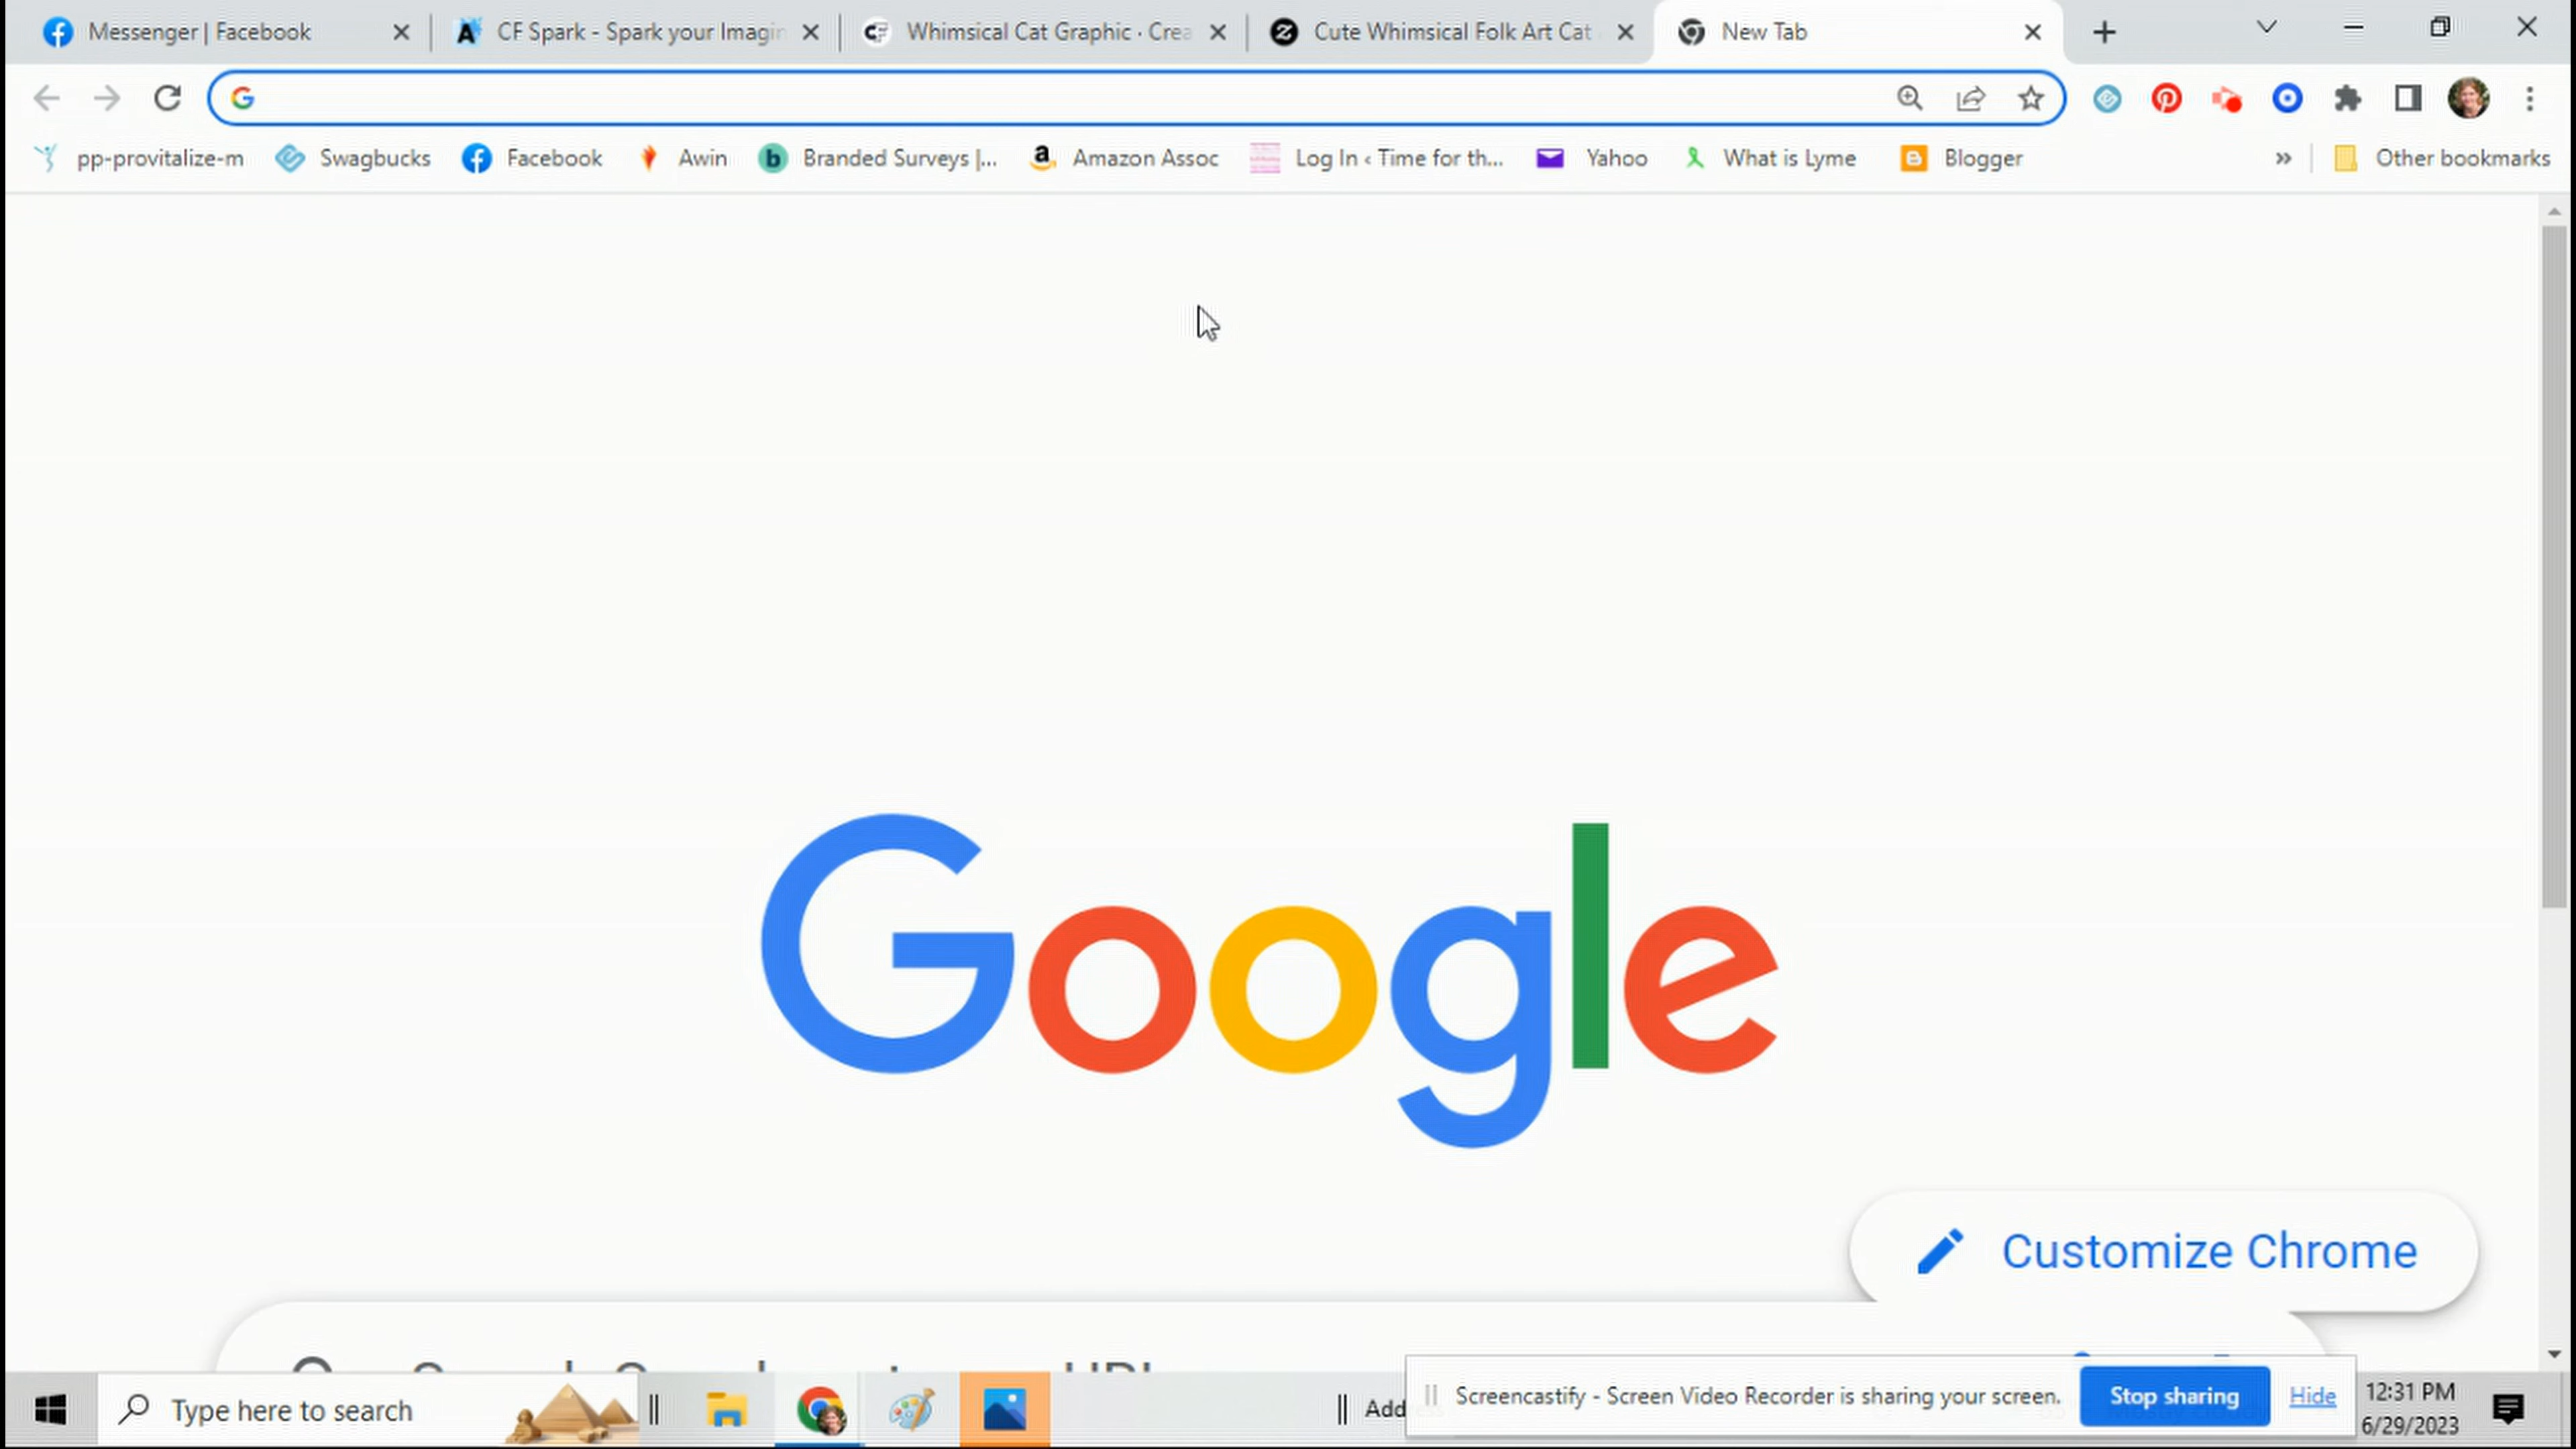 Messenger | Facebook
CF Spark - Spark your Imagin
Whimsical Cat Graphic · Crea
Cute Whimsical Folk Art Cat
New Tab
pp-provitalize-m
Swagbucks
Facebook
Awin
Branded Surveys |...
Amazon Assoc
Log In ‹ Time for th...
Yahoo
What is Lyme
Blogger
»
Other bookmarks
Google
Customize Chrome
Type here to search
Add
Screencastify - Screen Video Recorder is sharing your screen.
Stop sharing
Hide
12:31 PM
6/29/2023